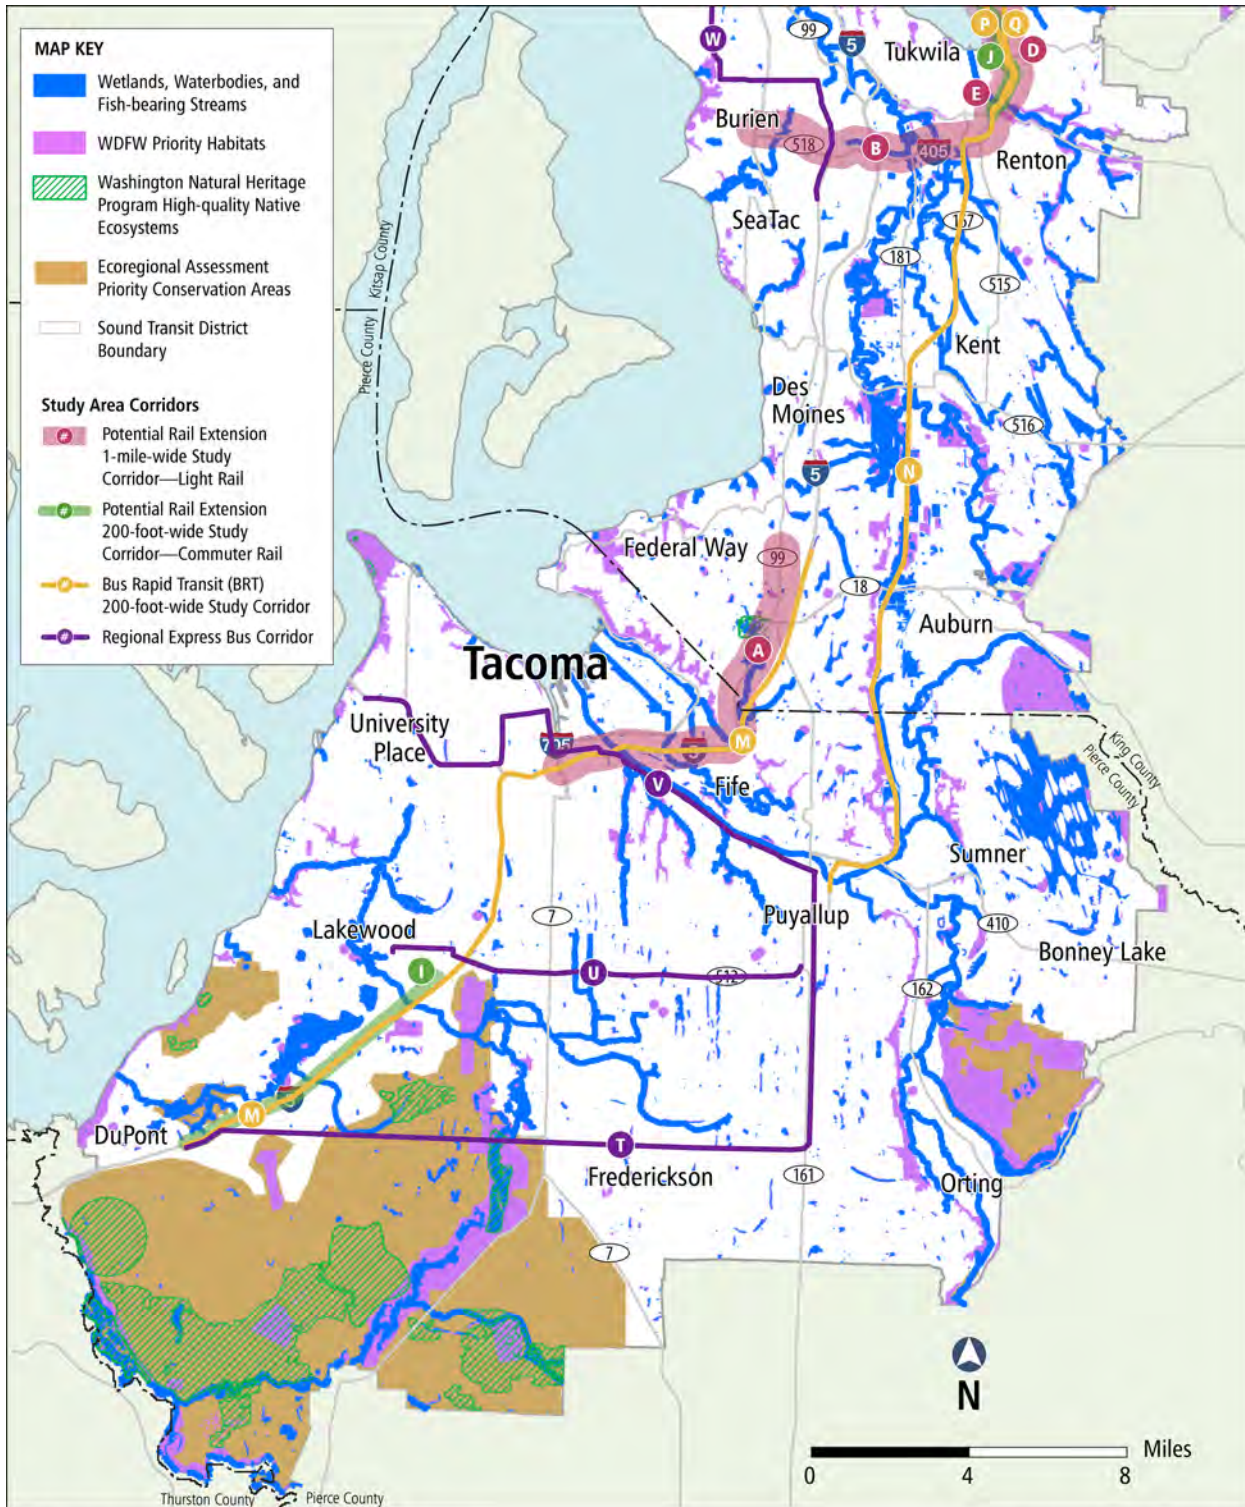 MAP KEY
Wetlands, Waterbodies, and
Fish-bearing Streams
WDFW Priority Habitats
Washington Natural Heritage
Program High-quality Native
Ecosystems
Ecoregional Assessment
Priority Conservation Areas
Sound Transit District
Boundary
Study Area Corridors
#
Potential Rail Extension
1-mile-wide Study
Corridor—Light Rail
#
Potential Rail Extension
200-foot-wide Study
Corridor—Commuter Rail
#
Bus Rapid Transit (BRT)
200-foot-wide Study Corridor
#
Regional Express Bus Corridor
Kitsap County
Pierce County
W
99
5
Tukwila
P
Q
J
D
E
Burien
518
B
405
Renton
SeaTac
167
181
515
Kent
Des
Moines
516
5
N
Federal Way
99
18
Auburn
A
Tacoma
University
Place
705
5
M
King County
Pierce County
V
Fife
Sumner
Puyallup
7
410
Lakewood
Bonney Lake
I
U
512
162
M
5
DuPont
T
Frederickson
161
Orting
7
N
Miles
0
4
8
Thurston County
Pierce County